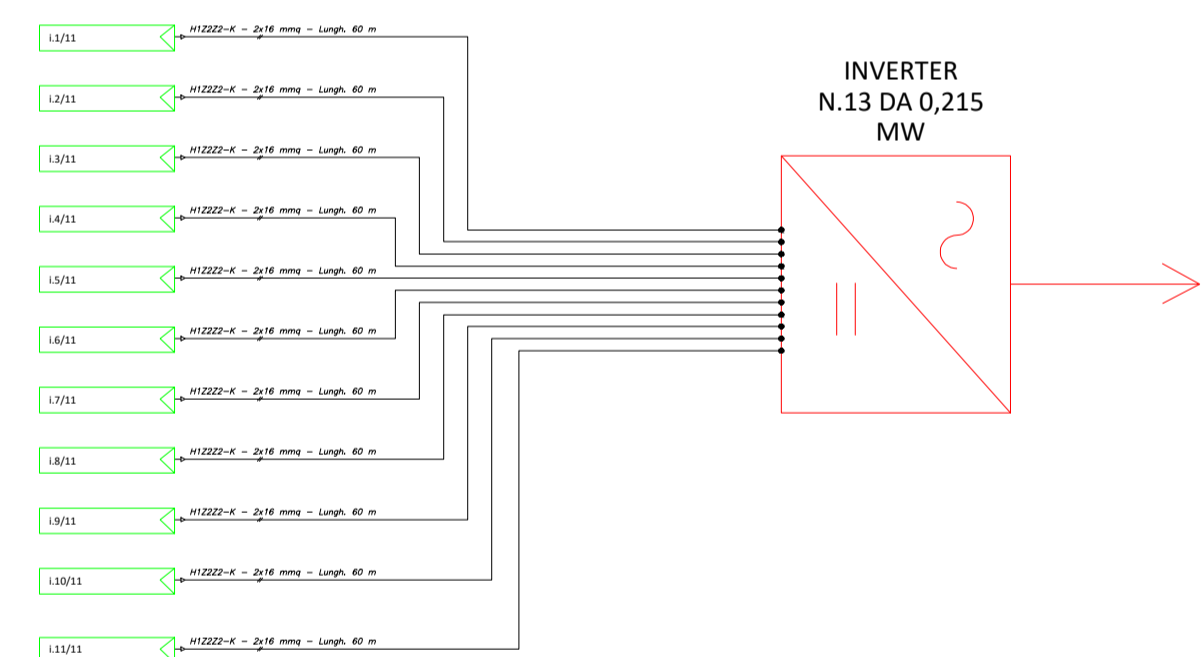 i.1/11 H1Z2Z2-K - 2x16 mmq - Lungh. 60 m
INVERTER
N.13 DA 0,215
MW
i.2/11 H1Z2Z2-K - 2x16 mmq - Lungh. 60 m
i.3/11 H1Z2Z2-K - 2x16 mmq - Lungh. 60 m
i.4/11 H1Z2Z2-K - 2x16 mmq - Lungh. 60 m
i.5/11 H1Z2Z2-K - 2x16 mmq - Lungh. 60 m
i.6/11 H1Z2Z2-K - 2x16 mmq - Lungh. 60 m
i.7/11 H1Z2Z2-K - 2x16 mmq - Lungh. 60 m
i.8/11 H1Z2Z2-K - 2x16 mmq - Lungh. 60 m
i.9/11 H1Z2Z2-K - 2x16 mmq - Lungh. 60 m
i.10/11 H1Z2Z2-K - 2x16 mmq - Lungh. 60 m
i.11/11 H1Z2Z2-K - 2x16 mmq - Lungh. 60 m